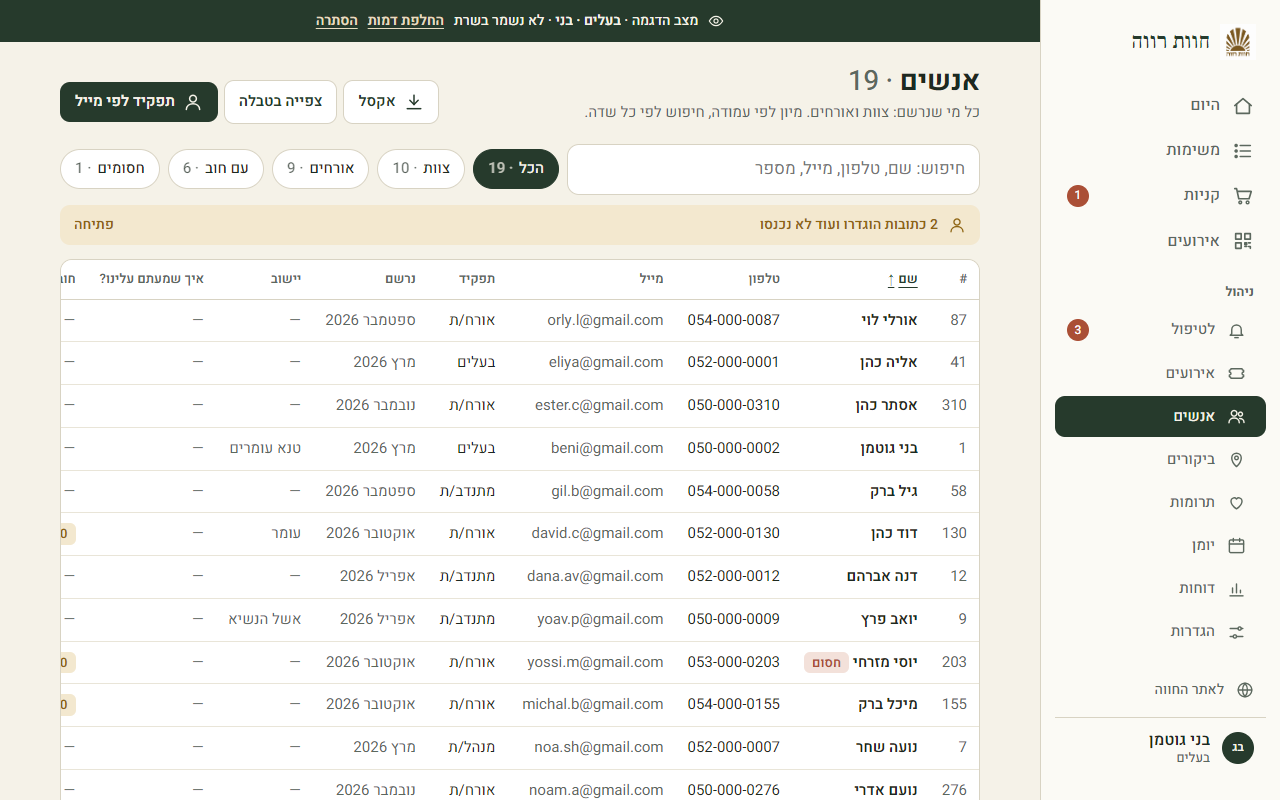 מצב הדגמה · בעלים · בני · לא נשמר בשרת החלפת דמות הסתרה
חוות רווה
היום
משימות
קניות 1
אירועים
ניהול
לטיפול 3
אירועים
אנשים
ביקורים
תרומות
יומן
דוחות
הגדרות
לאתר החווה
בג בני גוטמן
בעלים
אנשים · 19
כל מי שנרשם: צוות ואורחים. מיון לפי עמודה, חיפוש לפי כל שדה.
אקסל צפייה בטבלה תפקיד לפי מייל
חיפוש: שם, טלפון, מייל, מספר הכל · 19 צוות · 10 אורחים · 9 עם חוב · 6 חסומים · 1
2 כתובות הוגדרו ועוד לא נכנסו פתיחה
# שם ↑ טלפון מייל תפקיד נרשם יישוב איך שמעתם עלינו?
87 אורלי לוי 054-000-0087 orly.l@gmail.com אורח/ת ספטמבר 2026 — — —
41 אליה כהן 052-000-0001 eliya@gmail.com בעלים מרץ 2026 — — —
310 אסתר כהן 050-000-0310 ester.c@gmail.com אורח/ת נובמבר 2026 — — —
1 בני גוטמן 050-000-0002 beni@gmail.com בעלים מרץ 2026 טנא עומרים — —
58 גיל ברק 054-000-0058 gil.b@gmail.com מתנדב/ת ספטמבר 2026 — — —
130 דוד כהן 052-000-0130 david.c@gmail.com אורח/ת אוקטובר 2026 עומר —
12 דנה אברהם 052-000-0012 dana.av@gmail.com מתנדב/ת אפריל 2026 — — —
9 יואב פרץ 050-000-0009 yoav.p@gmail.com מתנדב/ת אפריל 2026 אשל הנשיא — —
203 יוסי מזרחי חסום 053-000-0203 yossi.m@gmail.com אורח/ת אוקטובר 2026 — —
155 מיכל ברק 054-000-0155 michal.b@gmail.com אורח/ת אוקטובר 2026 — —
7 נועה שחר 052-000-0007 noa.sh@gmail.com מנהל/ת מרץ 2026 — — —
276 נועם אדרי 050-000-0276 noam.a@gmail.com אורח/ת נובמבר 2026 — — —